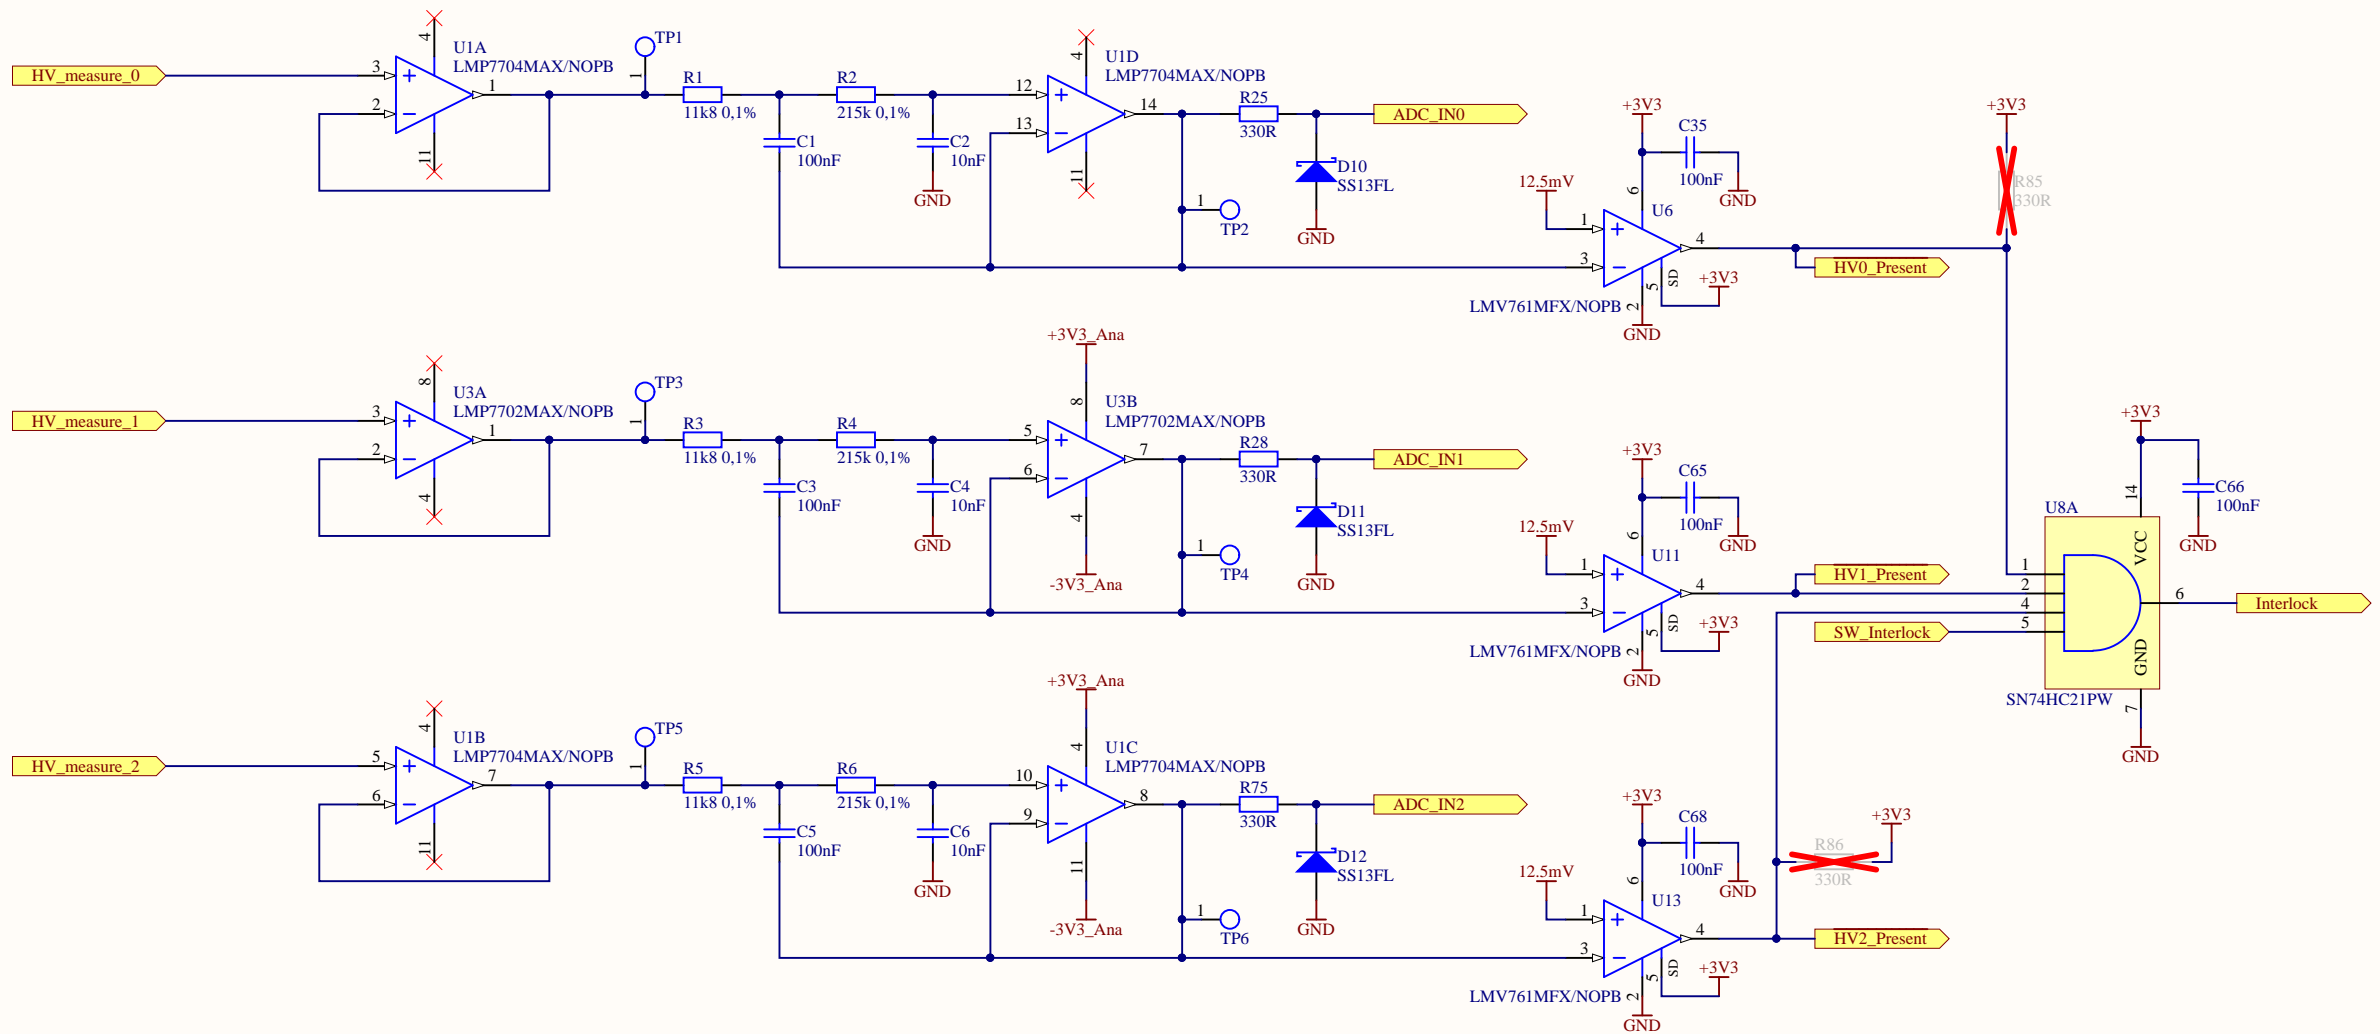 HV_measure_0
3
2
4
11
U1A
LMP7704MAX/NOPB
1
TP1
1
R1
11k8 0,1%
C1
100nF
R2
215k 0,1%
C2
10nF
GND
12
13
4
11
U1D
LMP7704MAX/NOPB
14
R25
330R
ADC_IN0
D10
SS13FL
GND
1
TP2
12.5mV
1
3
+3V3
C35
100nF
GND
6
U6
4
SD
5
+3V3
2
LMV761MFX/NOPB
GND
HV0_Present
+3V3
R85
330R
HV_measure_1
3
2
8
4
U3A
LMP7702MAX/NOPB
1
TP3
1
R3
11k8 0,1%
C3
100nF
R4
215k 0,1%
C4
10nF
GND
+3V3_Ana
8
U3B
LMP7702MAX/NOPB
5
6
7
4
-3V3_Ana
R28
330R
ADC_IN1
D11
SS13FL
GND
1
TP4
12.5mV
1
3
+3V3
C65
100nF
GND
6
U11
4
SD
5
+3V3
2
LMV761MFX/NOPB
GND
HV1_Present
SW_Interlock
+3V3
C66
100nF
GND
14
U8A
VCC
1
2
4
5
6
GND
SN74HC21PW
7
GND
Interlock
HV_measure_2
5
6
4
11
U1B
LMP7704MAX/NOPB
7
TP5
1
R5
11k8 0,1%
C5
100nF
R6
215k 0,1%
C6
10nF
GND
+3V3_Ana
4
U1C
LMP7704MAX/NOPB
10
9
8
11
-3V3_Ana
R75
330R
ADC_IN2
D12
SS13FL
GND
1
TP6
12.5mV
1
3
+3V3
C68
100nF
GND
6
U13
4
SD
5
+3V3
2
LMV761MFX/NOPB
GND
HV2_Present
R86
330R
+3V3